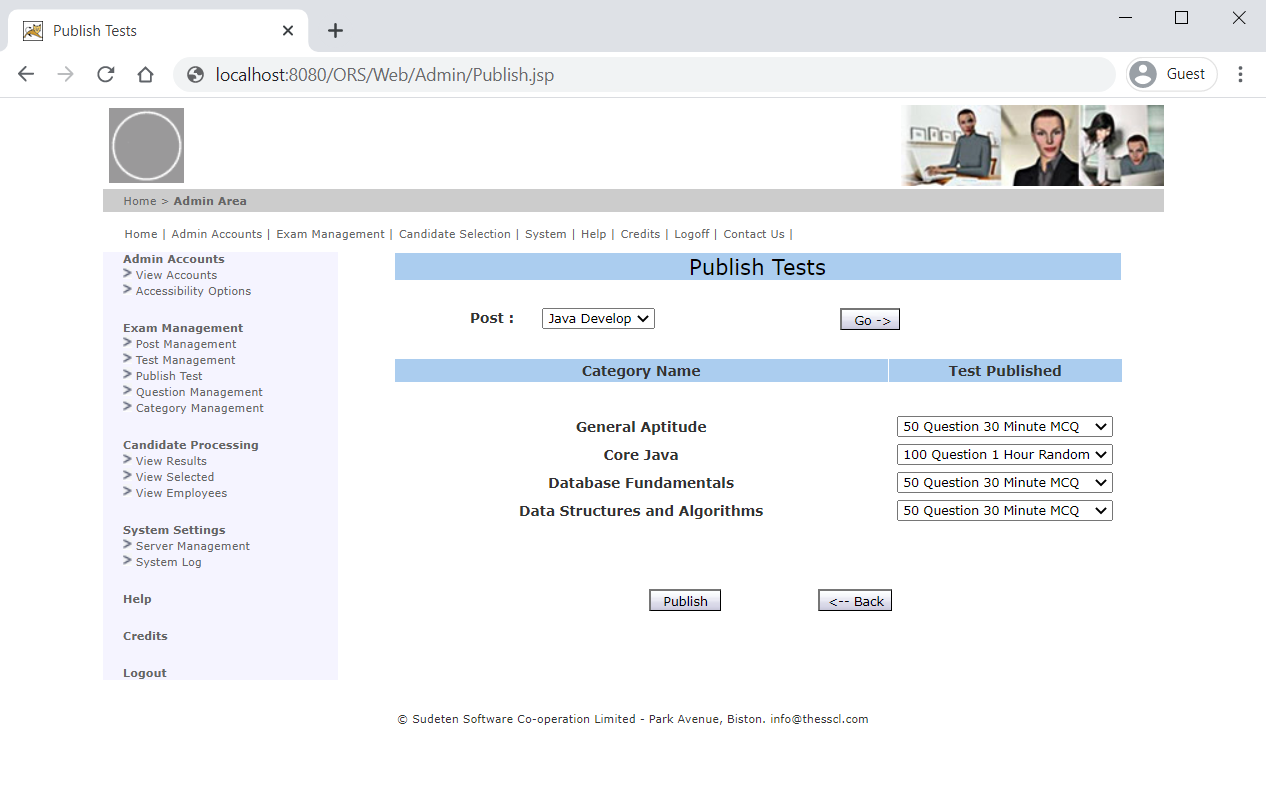 Publish Tests
localhost:8080/ORS/Web/Admin/Publish.jsp
Guest
Home > Admin Area
Home | Admin Accounts | Exam Management | Candidate Selection | System | Help | Credits | Logoff | Contact Us |
Admin Accounts
> View Accounts
> Accessibility Options
Exam Management
> Post Management
> Test Management
> Publish Test
> Question Management
> Category Management
Candidate Processing
> View Results
> View Selected
> View Employees
System Settings
> Server Management
> System Log
Help
Credits
Logout
Publish Tests
Post : Java Develop Go ->
Category Name Test Published
General Aptitude 50 Question 30 Minute MCQ
Core Java 100 Question 1 Hour Random
Database Fundamentals 50 Question 30 Minute MCQ
Data Structures and Algorithms 50 Question 30 Minute MCQ
Publish <-- Back
© Sudeten Software Co-operation Limited - Park Avenue, Biston. info@thesscl.com